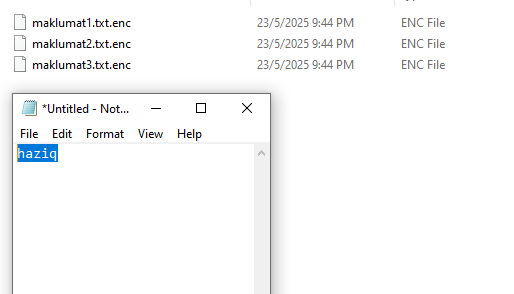 maklumat1.txt.enc 23/5/2025 9:44 PM ENC File
maklumat2.txt.enc 23/5/2025 9:44 PM ENC File
maklumat3.txt.enc 23/5/2025 9:44 PM ENC File
*Untitled - Not...
File Edit Format View Help
haziq